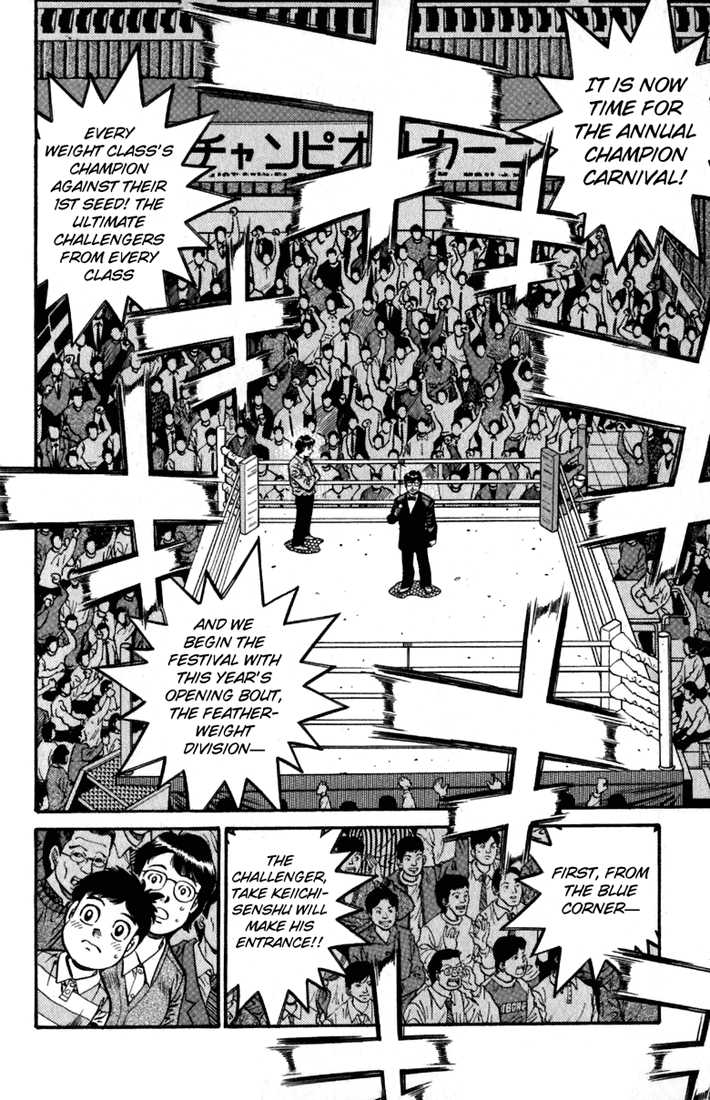 IT IS NOW
TIME FOR
THE ANNUAL
CHAMPION
CARNIVAL!
EVERY
WEIGHT CLASS'S
CHAMPION
AGAINST THEIR
1ST SEED! THE
ULTIMATE
CHALLENGERS
FROM EVERY
CLASS
チャンピオ
カー
AND WE
BEGIN THE
FESTIVAL WITH
THIS YEAR'S
OPENING BOUT,
THE FEATHER-
WEIGHT
DIVISION—
FIRST, FROM
THE BLUE
CORNER—
THE
CHALLENGER,
TAKE KEIICHI-
SENSHU WILL
MAKE HIS
ENTRANCE!!